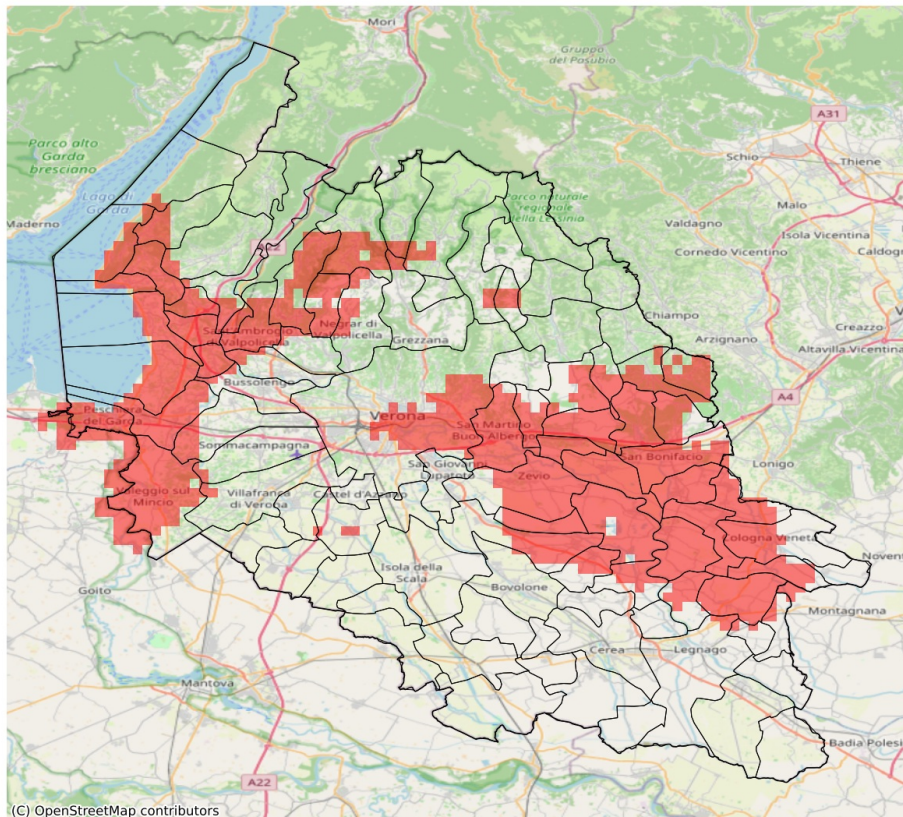 Mori
Gruppo
del Pasubio
A31
Schio
Thiene
Parco alto
Garda
bresciano
Lago di
Garda
Malo
Maderno
Parco naturale
regionale
della Lessinia
Valdagno
Isola Vicentina
A22
Cornedo Vicentino
Chiampo
Creazzo
Sant'Ambrogio
di Valpolicella
Negrar di
Valpolicella
Grezzana
Arzignano
Altavilla Vicentina
Bussolengo
A4
Peschiera
del Garda
Verona
San Martino
Buon Albergo
Sommacampagna
San Giovanni
Lupatoto
Zevio
San Bonifacio
Lonigo
Valeggio sul
Mincio
Villafranca
di Verona
Castel d'Azzano
Cologna Veneta
Isola della
Scala
Bovolone
Goito
Montagnana
Cerea
Legnago
Mantova
Badia Polesi
A22
(C) OpenStreetMap contributors